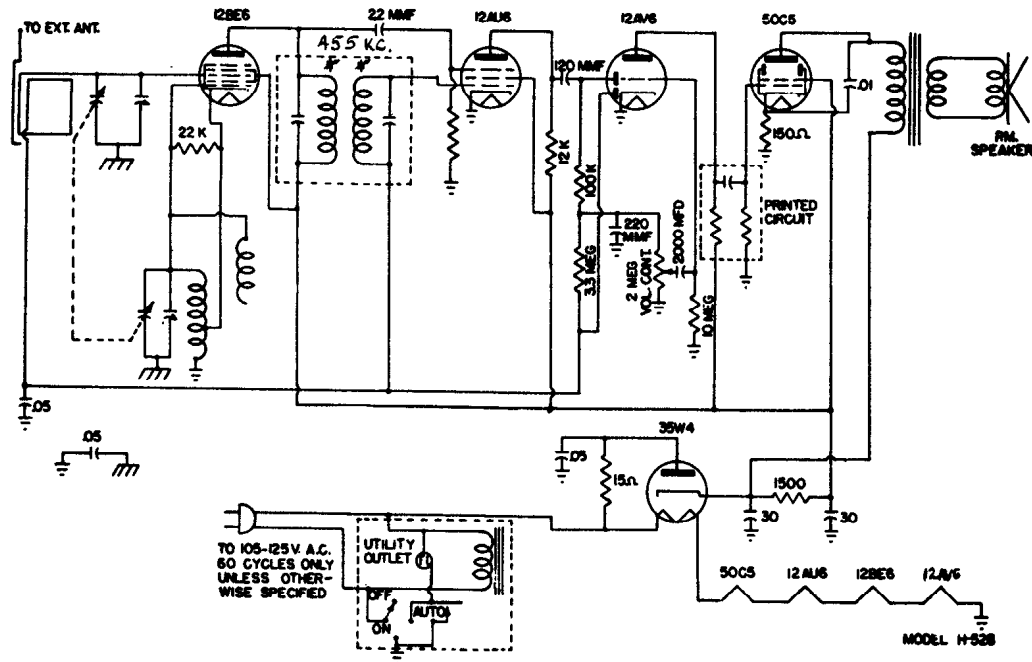 TO EXT. ANT.
12BE6
22 MMF
12AU6
12AV6
50C5
455 K.C.
120 MMF
.01
22 K
150Ω
P.M.
SPEAKER
12 K
100 K
PRINTED
CIRCUIT
220
MMF
2000 MFD
3.3 MEG
2 MEG
VOL. CONT.
10 MEG
.05
.05
35W4
.05
15Ω
1500
30
30
TO 105-125V. A.C.
60 CYCLES ONLY
UNLESS OTHER-
WISE SPECIFIED
UTILITY
OUTLET
OFF
ON
AUTO
50C5
12AU6
12BE6
12AV6
MODEL H-528